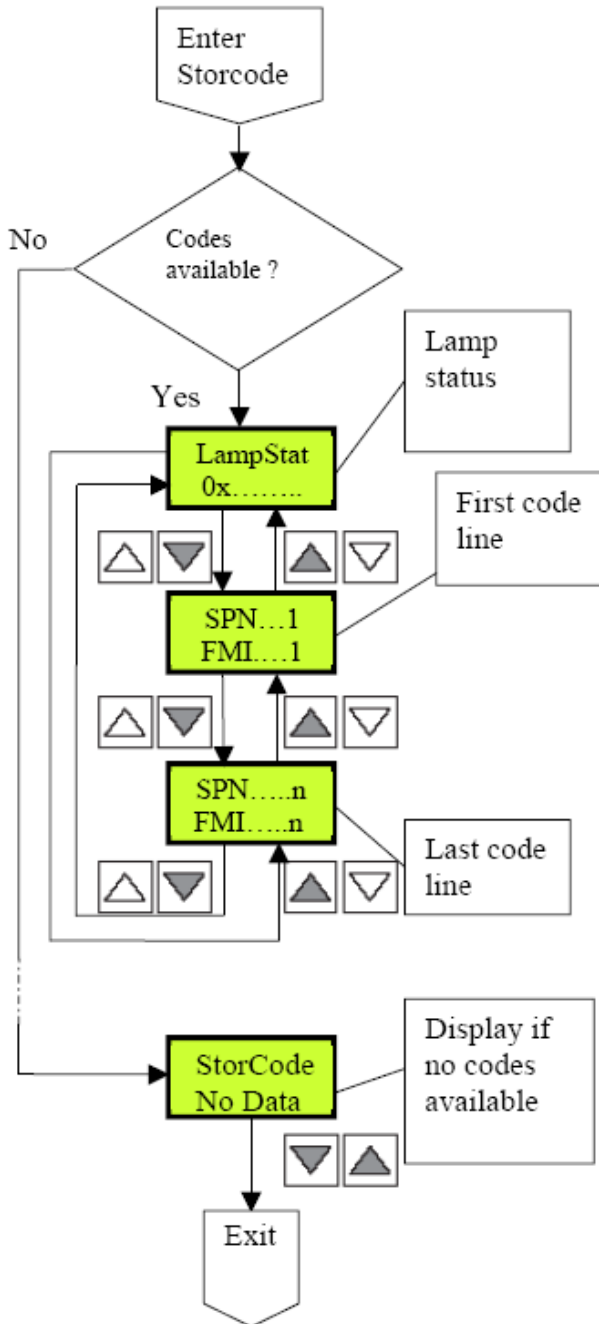 Enter
Storcode
Codes
available ?
No
Yes
Lamp
status
LampStat
0x……..
First code
line
SPN…1
FMI….1
SPN…..n
FMI…..n
Last code
line
Display if
no codes
available
StorCode
No Data
Exit